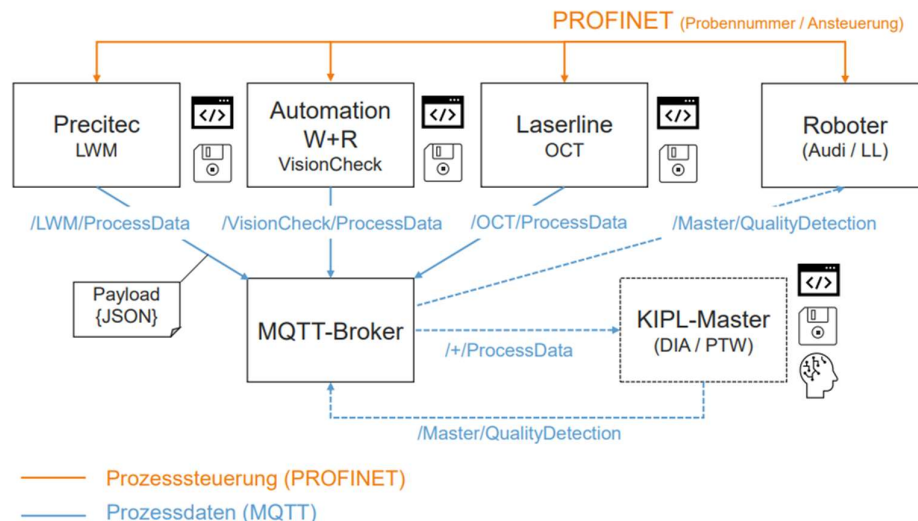 PROFINET (Probennummer / Ansteuerung)
Precitec
LWM
</>
Automation
W+R
VisionCheck
</>
Laserline
OCT
</>
Roboter
(Audi / LL)
/LWM/ProcessData
/VisionCheck/ProcessData
/OCT/ProcessData
/Master/QualityDetection
Payload
{JSON}
MQTT-Broker
/+/ProcessData
KIPL-Master
(DIA / PTW)
</>
/Master/QualityDetection
Prozesssteuerung (PROFINET)
Prozessdaten (MQTT)